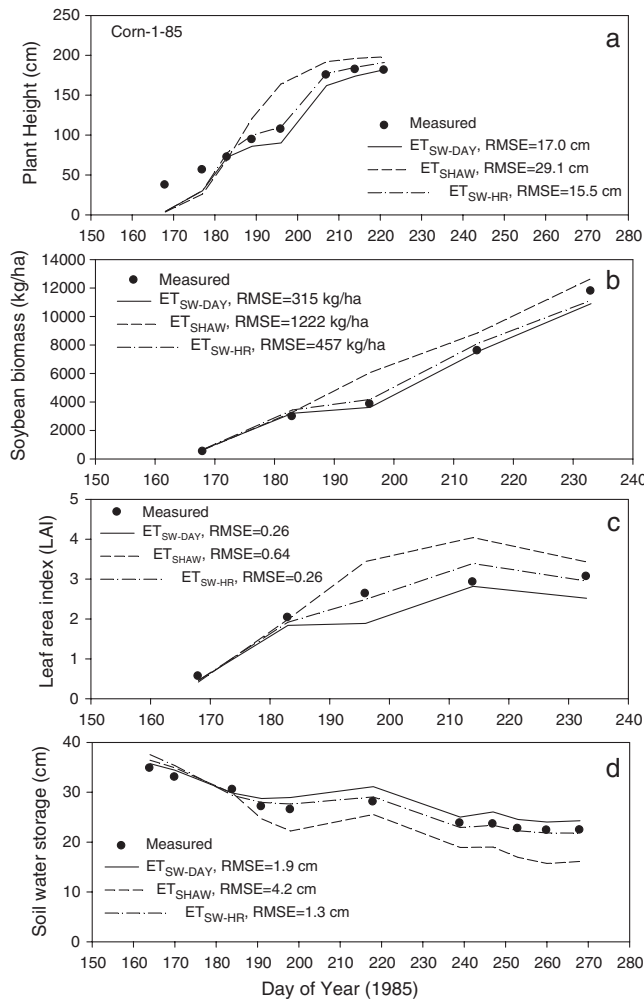 Corn-1-85
a
Plant Height (cm)
250
200
150
100
50
0
Measured
ET_SW-DAY, RMSE=17.0 cm
ET_SHAW, RMSE=29.1 cm
ET_SW-HR, RMSE=15.5 cm
150 160 170 180 190 200 210 220 230 240 250 260 270 280
b
Soybean biomass (kg/ha)
14000
12000
10000
8000
6000
4000
2000
0
Measured
ET_SW-DAY, RMSE=315 kg/ha
ET_SHAW, RMSE=1222 kg/ha
ET_SW-HR, RMSE=457 kg/ha
150 160 170 180 190 200 210 220 230 240
c
Leaf area index (LAI)
5
4
3
2
1
0
Measured
ET_SW-DAY, RMSE=0.26
ET_SHAW, RMSE=0.64
ET_SW-HR, RMSE=0.26
150 160 170 180 190 200 210 220 230 240
d
Soil water storage (cm)
40
30
20
10
0
Measured
ET_SW-DAY, RMSE=1.9 cm
ET_SHAW, RMSE=4.2 cm
ET_SW-HR, RMSE=1.3 cm
150 160 170 180 190 200 210 220 230 240 250 260 270 280
Day of Year (1985)